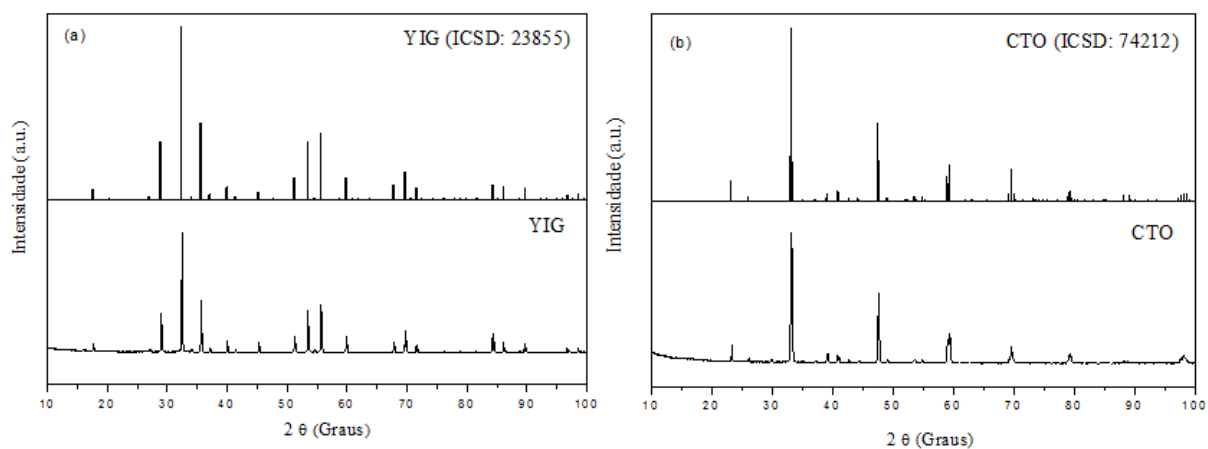 (a)
YIG (ICSD: 23855)
YIG
Intensidade (a.u.)
10 20 30 40 50 60 70 80 90 100
2 θ (Graus)
(b)
CTO (ICSD: 74212)
CTO
Intensidade (a.u.)
10 20 30 40 50 60 70 80 90 100
2 θ (Graus)